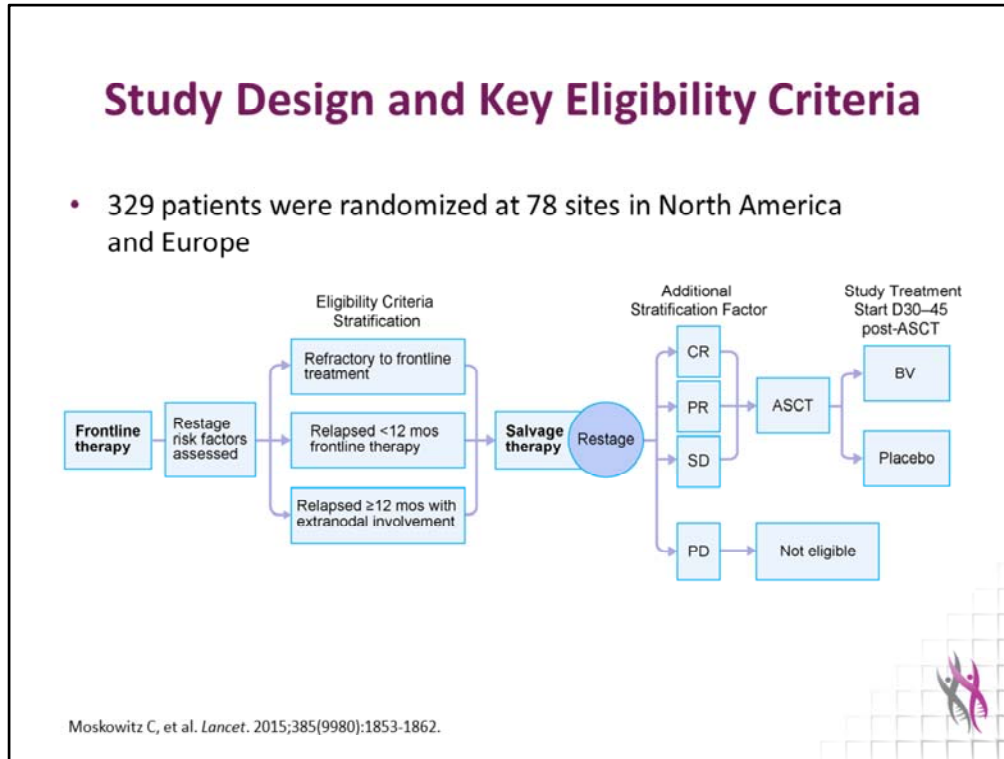 Study Design and Key Eligibility Criteria
• 329 patients were randomized at 78 sites in North America
and Europe
Eligibility Criteria
Stratification
Additional
Stratification Factor
Study Treatment
Start D30–45
post-ASCT
Frontline
therapy
Restage
risk factors
assessed
Refractory to frontline
treatment
Relapsed <12 mos
frontline therapy
Relapsed ≥12 mos with
extranodal involvement
Salvage
therapy
Restage
CR
PR
SD
PD
ASCT
Not eligible
BV
Placebo
Moskowitz C, et al. Lancet. 2015;385(9980):1853-1862.